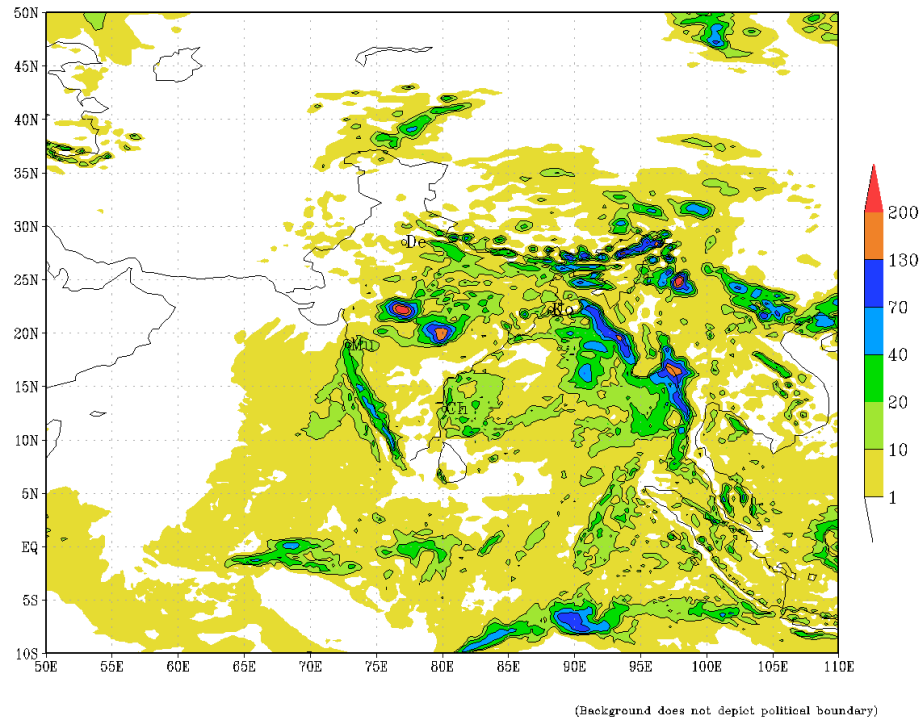 50N
45N
40N
35N
30N
25N
20N
15N
10N
5N
EQ
5S
10S
50E 55E 60E 65E 70E 75E 80E 85E 90E 95E 100E 105E 110E
De
Ko
Mu
Ch
200
130
70
40
20
10
1
(Background does not depict political boundary)